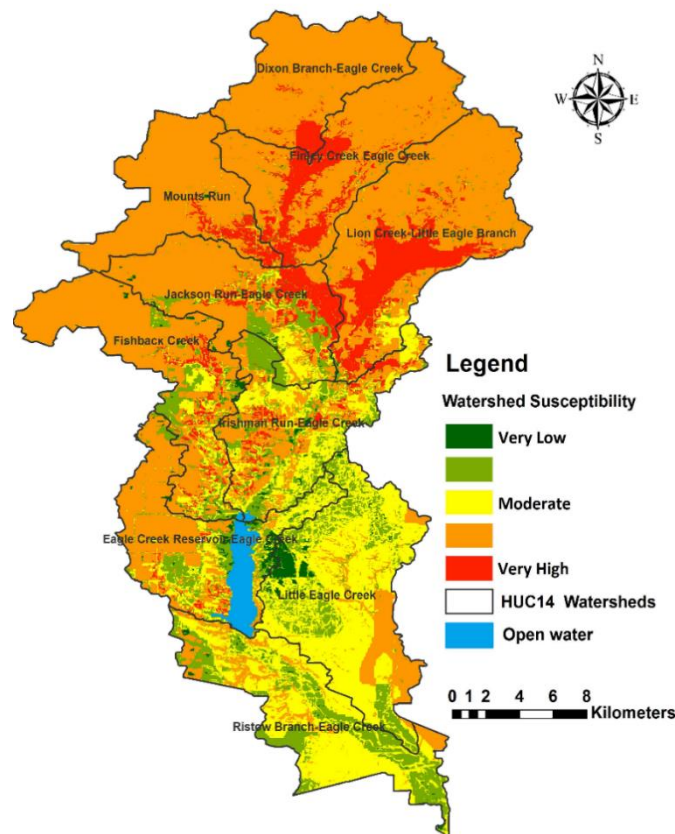 Dixon Branch-Eagle Creek
N
W
E
S
Finley Creek Eagle Creek
Mounts Run
Lion Creek-Little Eagle Branch
Jackson Run-Eagle Creek
Fishback Creek
Irishman Run-Eagle Creek
Eagle Creek Reservoir-Eagle Creek
Little Eagle Creek
Ristow Branch-Eagle Creek
Legend
Watershed Susceptibility
Very Low
Moderate
Very High
HUC14 Watersheds
Open water
0 1 2 4 6 8
Kilometers